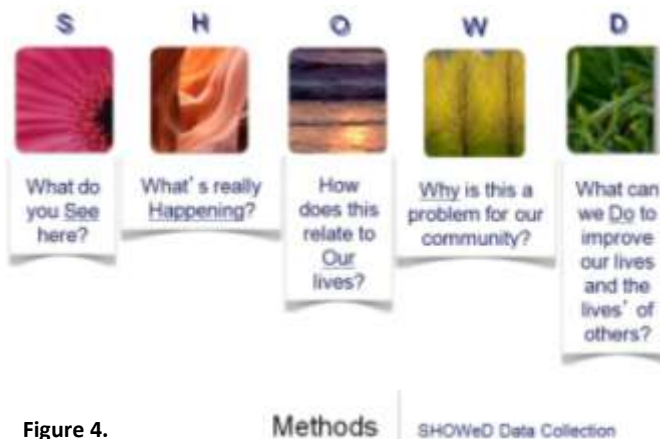 S H O W D
What do
you See
here?
What's really
Happening?
How
does this
relate to
Our
lives?
Why is this a
problem for our
community?
What can
we Do to
improve
our lives
and the
lives' of
others?
Figure 4.
Methods
SHOWeD Data Collection